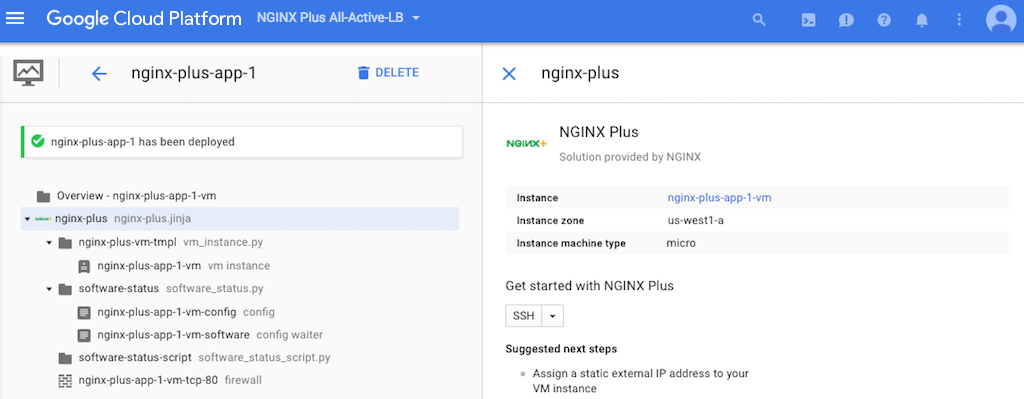 Google Cloud Platform
NGINX Plus All-Active-LB
nginx-plus-app-1
DELETE
nginx-plus-app-1 has been deployed
Overview - nginx-plus-app-1-vm
nginx-plus nginx-plus.jinja
nginx-plus-vm-tmpl vm_instance.py
nginx-plus-app-1-vm vm instance
software-status software_status.py
nginx-plus-app-1-vm-config config
nginx-plus-app-1-vm-software config waiter
software-status-script software_status_script.py
nginx-plus-app-1-vm-tcp-80 firewall
nginx-plus
NGINX+
NGINX Plus
Solution provided by NGINX
Instance nginx-plus-app-1-vm
Instance zone us-west1-a
Instance machine type micro
Get started with NGINX Plus
SSH
Suggested next steps
Assign a static external IP address to your
VM instance